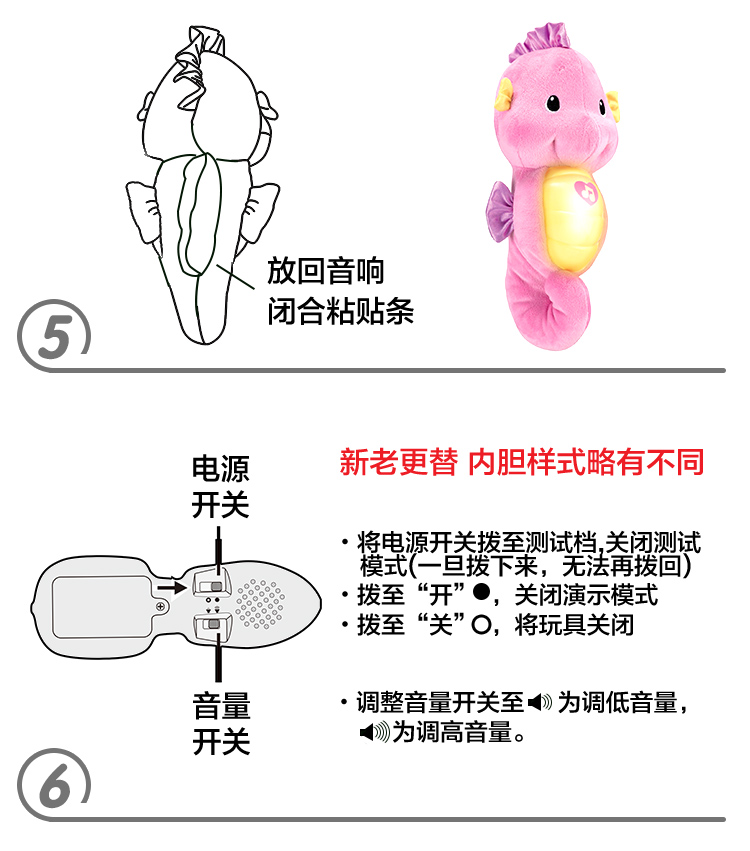 放回音响
闭合粘贴条
5
电源
开关
新老更替 内胆样式略有不同
·将电源开关拨至测试档,关闭测试
模式(一旦拨下来，无法再拨回)
·拨至“开”●，关闭演示模式
·拨至“关”○，将玩具关闭
音量
开关
·调整音量开关至 为调低音量，
为调高音量。
6